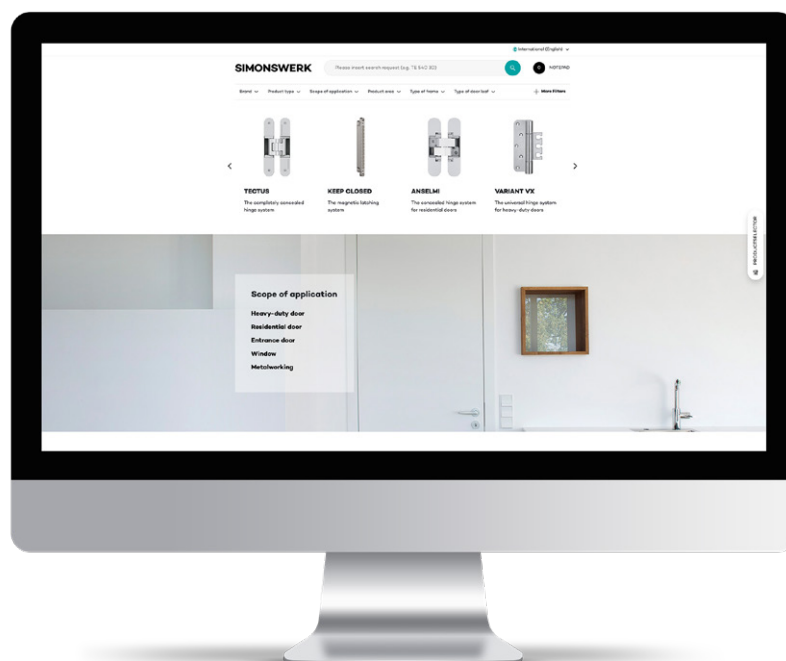 International (English)
SIMONSWERK
Please insert search request (eg. TE 540 3D)
NOTEPAD
Brand
Product type
Scope of application
Product area
Type of frame
Type of door leaf
More Filters
TECTUS
The completely concealed
hinge system
KEEP CLOSED
The magnetic latching
system
ANSELMI
The concealed hinge system
for residential doors
VARIANT VX
The universal hinge system
for heavy-duty doors
PRODUCTSELECTOR
Scope of application
Heavy-duty door
Residential door
Entrance door
Window
Metalworking